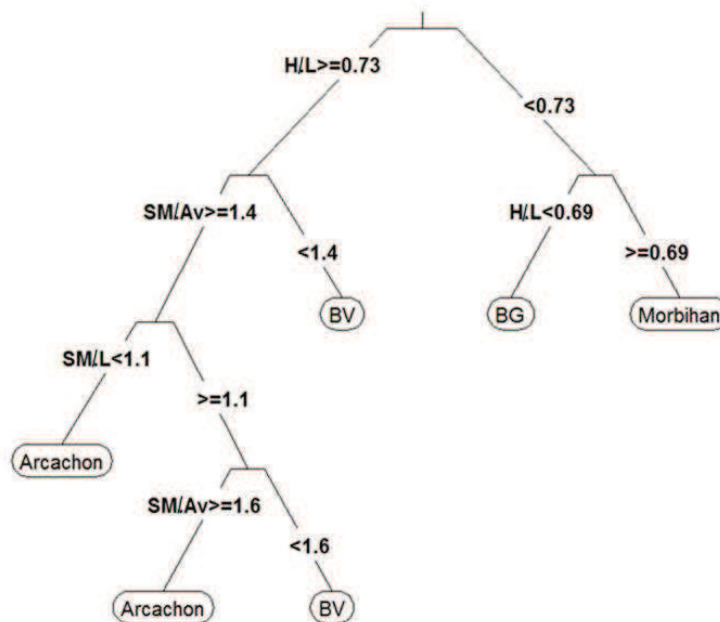 H/L>=0.73
<0.73
SM/Av>=1.4
H/L<0.69
<1.4
>=0.69
BV
BG
Morbihan
SM/L<1.1
>=1.1
Arcachon
SM/Av>=1.6
<1.6
Arcachon
BV